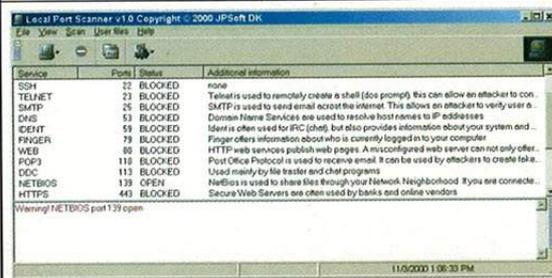 Local Port Scanner v1.0 Copyright © 2000 JPSoft DK
File View Scan User files Help
Service Ports Status Additional information
SSH 22 BLOCKED none
TELNET 23 BLOCKED Telnet is used to remotely create a shell (dos prompt), this can allow an attacker to con...
SMTP 25 BLOCKED SMTP is used to send email across the internet. This allows an attacker to verify user a...
DNS 53 BLOCKED Domain Name Services are used to resolve host names to IP addresses
IDENT 59 BLOCKED Ident is often used for IRC (chat), but also provides information about your system and ...
FINGER 79 BLOCKED Finger offers information about who is currently logged in to your computer
WEB 80 BLOCKED HTTP web services publish web pages. A misconfigured web server can not only offer...
POP3 110 BLOCKED Post Office Protocol is used to receive email. It can be used by attackers to create fake...
DDC 113 BLOCKED Used mainly by file traster and chat programs
NETBIOS 139 OPEN NetBios is used to share files through your Network Neighborhood. If you are connecte...
HTTPS 443 BLOCKED Secure Web Servers are often used by banks and online vendors
Warning! NETBIOS port 139 open
11/3/2000 1:06:33 PM